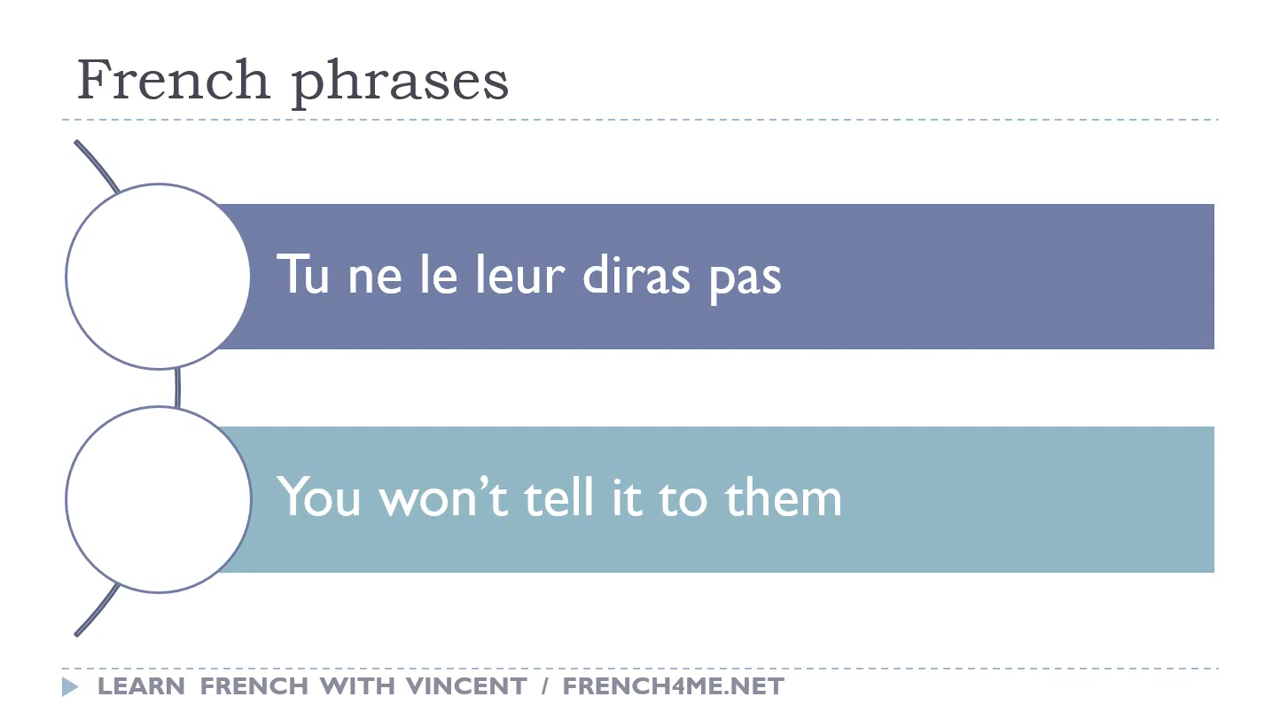 French phrases
Tu ne le leur diras pas
You won’t tell it to them
LEARN FRENCH WITH VINCENT / FRENCH4ME.NET